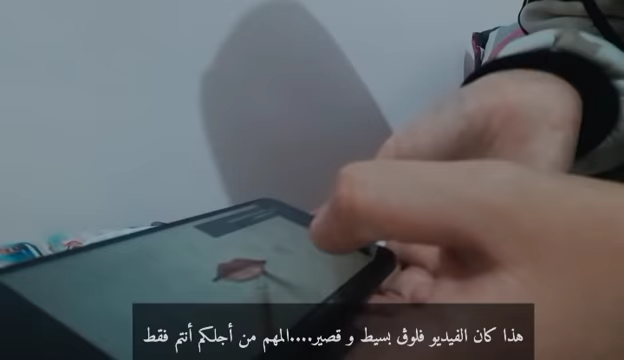 هذا كان الفيديو فلوق بسيط و قصير....المهم من أجلكم أنتم فقط